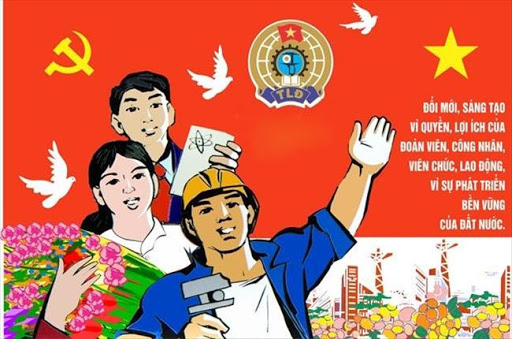 TLĐ
ĐỔI MỚI, SÁNG TẠO
VÌ QUYỀN, LỢI ÍCH CỦA
ĐOÀN VIÊN, CÔNG NHÂN,
VIÊN CHỨC, LAO ĐỘNG,
VÌ SỰ PHÁT TRIỂN
BỀN VỮNG
CỦA ĐẤT NƯỚC.